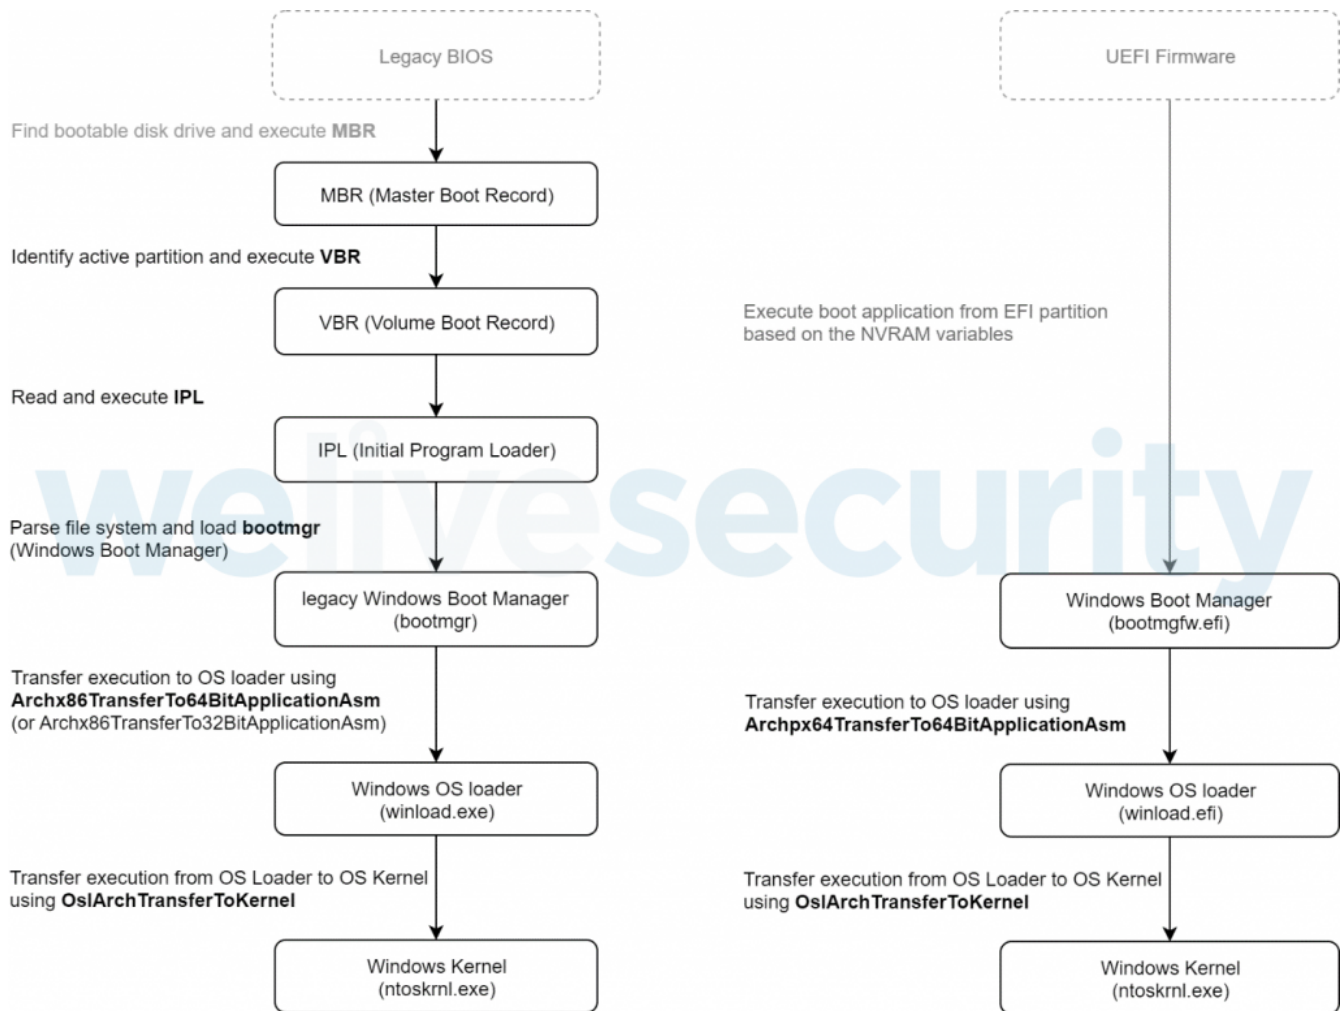 Legacy BIOS
Find bootable disk drive and execute MBR
MBR (Master Boot Record)
Identify active partition and execute VBR
VBR (Volume Boot Record)
Read and execute IPL
IPL (Initial Program Loader)
Parse file system and load bootmgr
(Windows Boot Manager)
legacy Windows Boot Manager
(bootmgr)
Transfer execution to OS loader using
Archx86TransferTo64BitApplicationAsm
(or Archx86TransferTo32BitApplicationAsm)
Windows OS loader
(winload.exe)
Transfer execution from OS Loader to OS Kernel
using OslArchTransferToKernel
Windows Kernel
(ntoskrnl.exe)
UEFI Firmware
Execute boot application from EFI partition
based on the NVRAM variables
Windows Boot Manager
(bootmgfw.efi)
Transfer execution to OS loader using
Archpx64TransferTo64BitApplicationAsm
Windows OS loader
(winload.efi)
Transfer execution from OS Loader to OS Kernel
using OslArchTransferToKernel
Windows Kernel
(ntoskrnl.exe)
welivesecurity